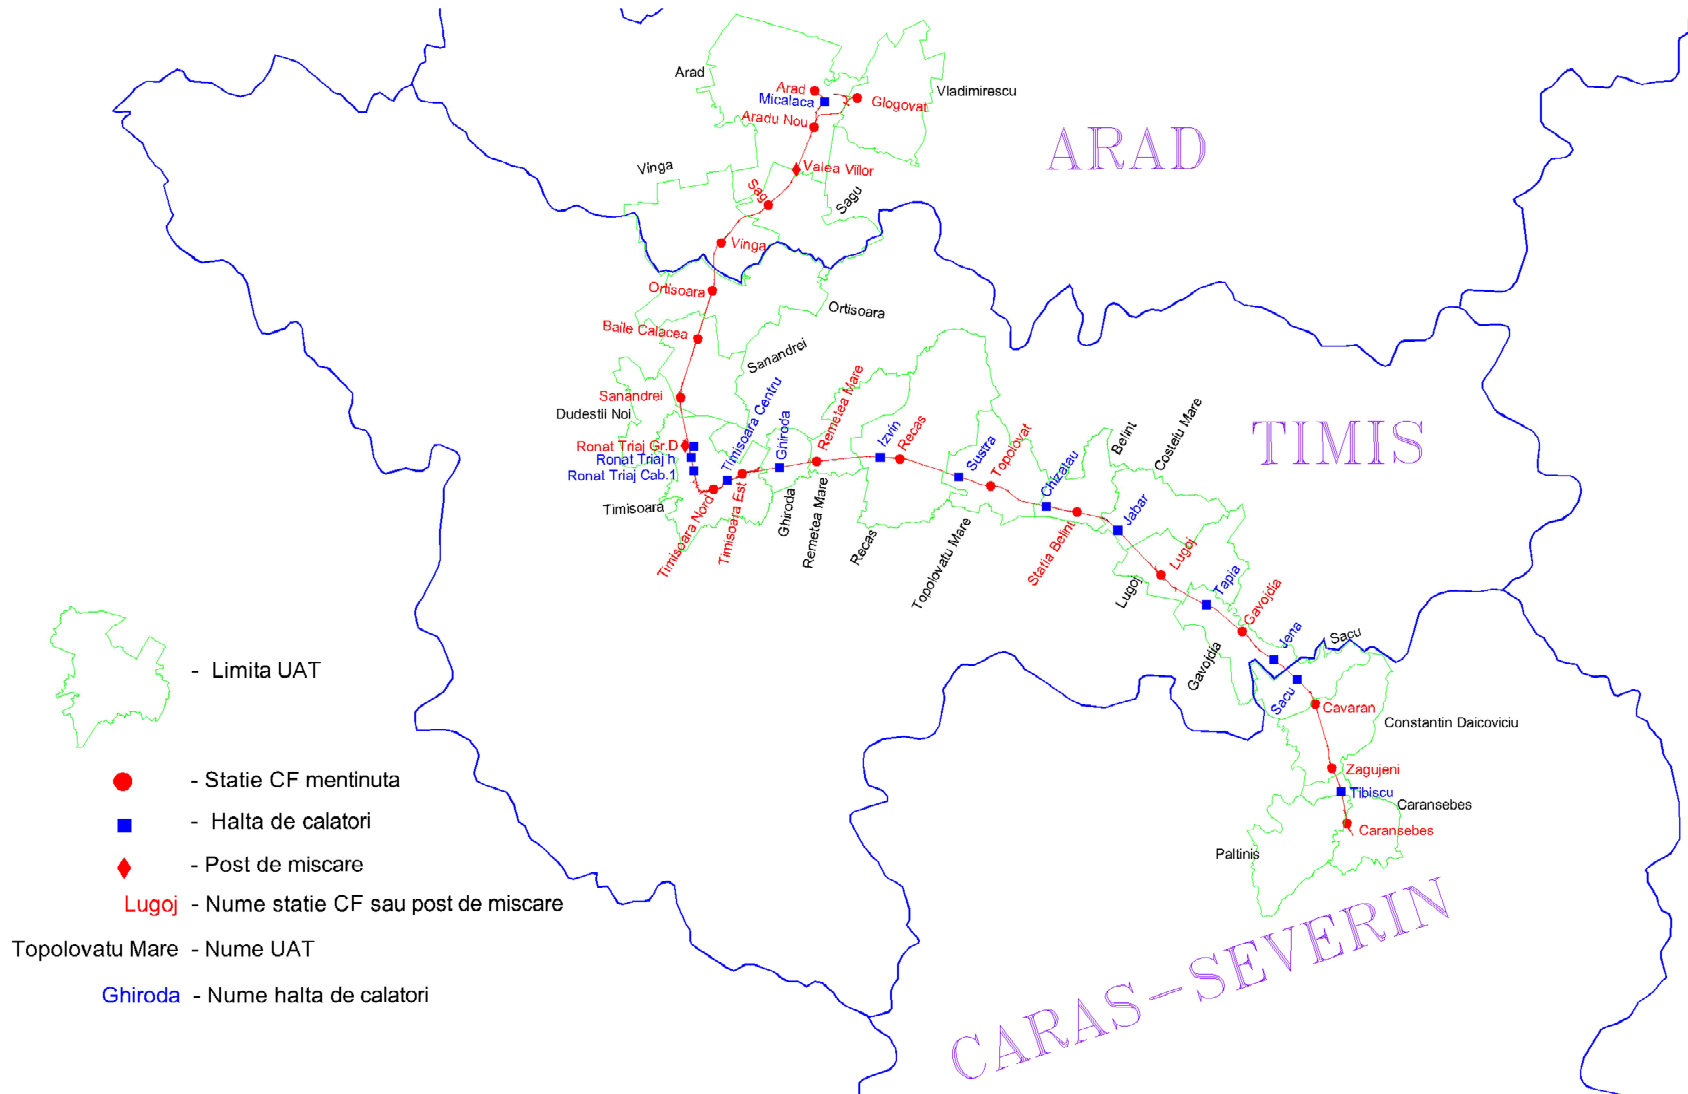 Arad
Arad
Micalaca
Glogovat
Vladimirescu
Aradu Nou
ARAD
Vinga
Valea Viilor
Sag
Sagu
Vinga
Ortisoara
Ortisoara
Baile Calacea
Sanandrei
Sanandrei
Dudestii Noi
Timisoara Centru
Ghiroda
Remetea Mare
Izvin
Recas
Sustra
Topolovat
Chizatau
Belint
Costeiu Mare
TIMIS
Ronat Triaj Gr.D
Ronat Triaj h
Ronat Triaj Cab.1
Timisoara
Timisoara Nord
Timisoara Est
Ghiroda
Remetea Mare
Recas
Topolovatu Mare
Statia Belint
Jabar
Lugoj
Lugoj
Tapia
Gavojdia
Gavojdia
Jena
Sacu
Sacu
Cavaran
Constantin Daicoviciu
Zagujeni
Tibiscu
Caransebes
Caransebes
Paltinis
CARAS-SEVERIN
- Limita UAT
- Statie CF mentinuta
- Halta de calatori
- Post de miscare
Lugoj - Nume statie CF sau post de miscare
Topolovatu Mare - Nume UAT
Ghiroda - Nume halta de calatori